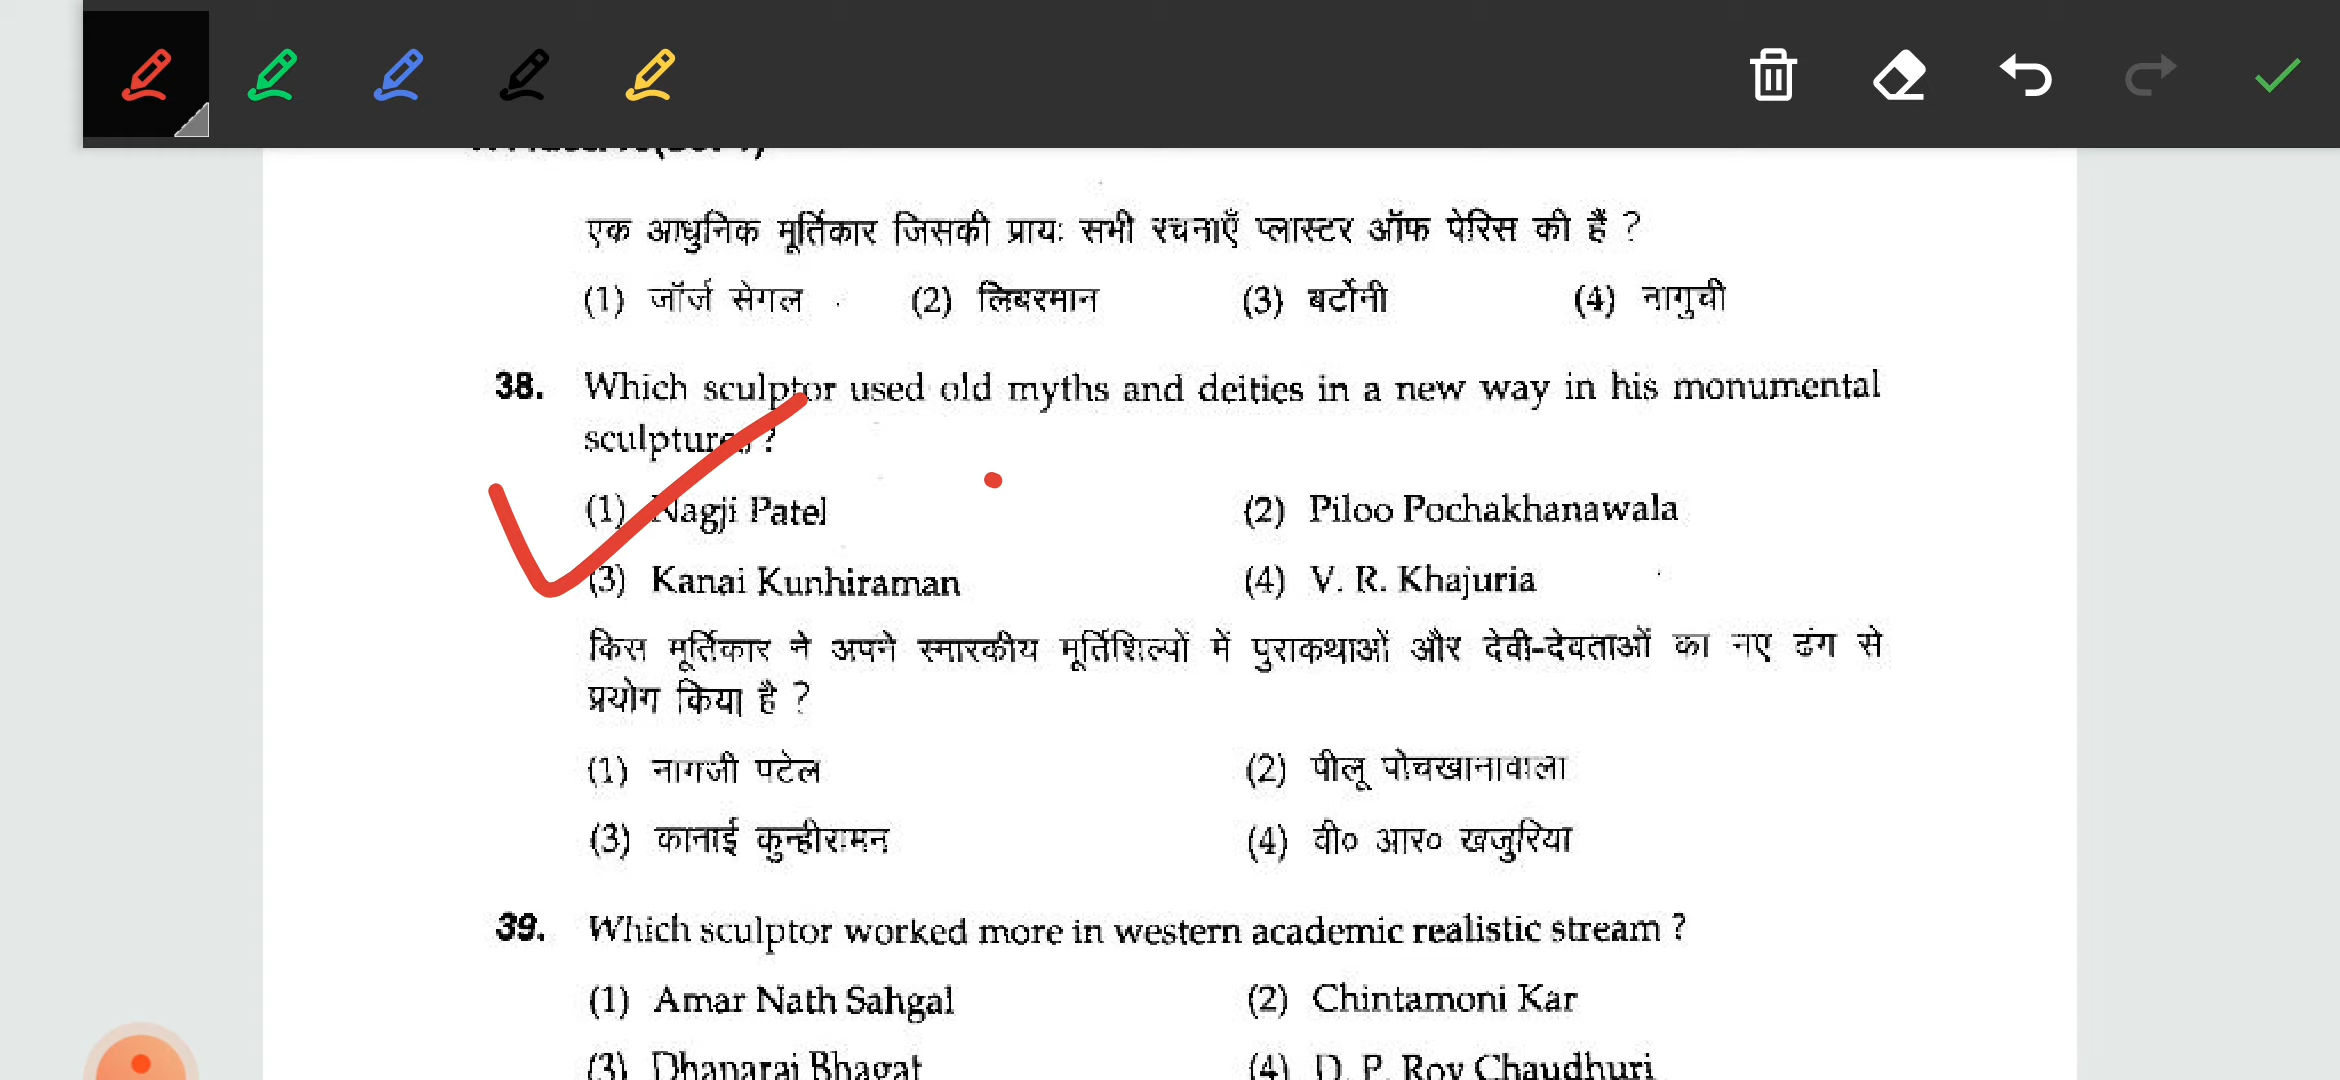 एक आधुनिक मूर्तिकार जिसकी प्रायः सभी रचनाएँ प्लास्टर ऑफ पेरिस की हैं ?
(1) जॉर्ज सेगल (2) लिबरमान (3) बर्टोनी (4) नागुची
38. Which sculptor used old myths and deities in a new way in his monumental
sculptures ?
(1) Nagji Patel (2) Piloo Pochakhanawala
(3) Kanai Kunhiraman (4) V. R. Khajuria
किस मूर्तिकार ने अपने स्मारकीय मूर्तिशिल्पों में पुराकथाओं और देवी-देवताओं का नए ढंग से
प्रयोग किया है ?
(1) नागजी पटेल (2) पीलू पोचखानावाला
(3) कानाई कुन्हीरामन (4) वी० आर० खजुरिया
39. Which sculptor worked more in western academic realistic stream ?
(1) Amar Nath Sahgal (2) Chintamoni Kar
(3) Dhanaraj Bhagat (4) D. P. Roy Chaudhuri